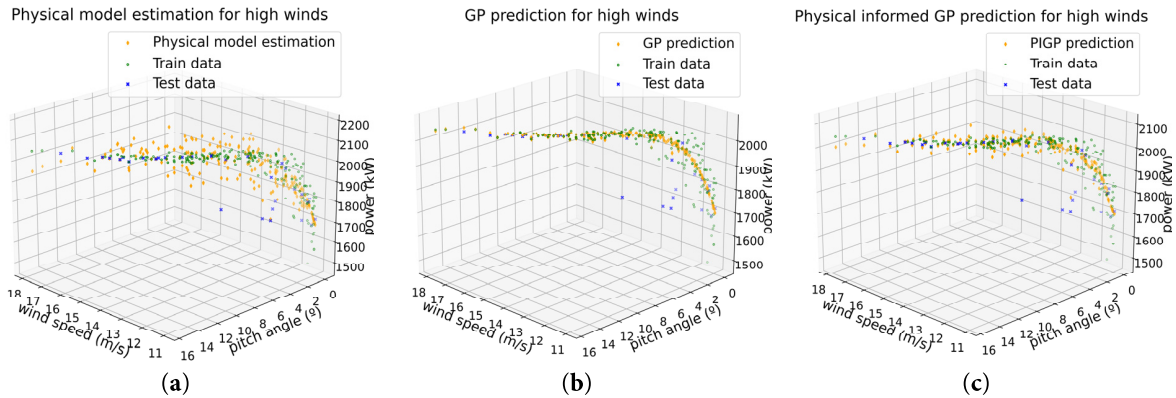 Physical model estimation for high winds
Physical model estimation
Train data
Test data
2200
2100
2000
1900
1800
1700
1600
1500
power (kW)
18 17 16 15 14 13 12 11
wind speed (m/s)
16 14 12 10 8 6 4 2 0
pitch angle (º)
(a)
GP prediction for high winds
GP prediction
Train data
Test data
2000
1900
1800
1700
1600
1500
power (kW)
18 17 16 15 14 13 12 11
wind speed (m/s)
16 14 12 10 8 6 4 2 0
pitch angle (º)
(b)
Physical informed GP prediction for high winds
PIGP prediction
Train data
Test data
2100
2000
1900
1800
1700
1600
1500
power (kW)
18 17 16 15 14 13 12 11
wind speed (m/s)
16 14 12 10 8 6 4 2 0
pitch angle (º)
(c)